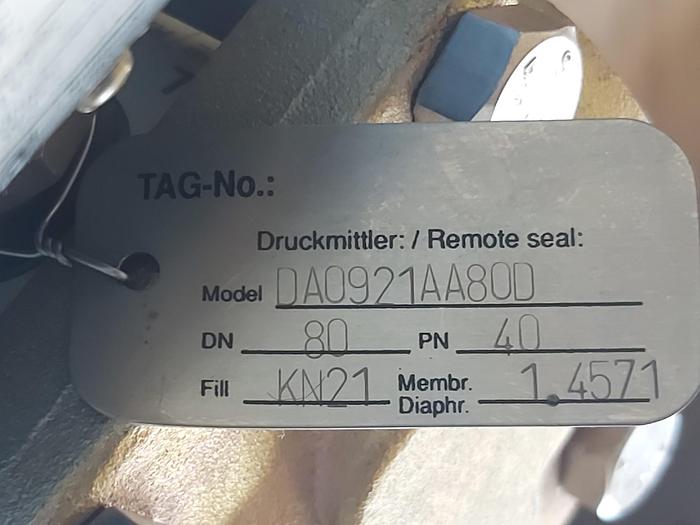 TAG-No.:
Druckmittler: / Remote seal:
Model DA0921AA80D
DN 80 PN 40
Fill KN21 Membr. Diaphr. 1.4571